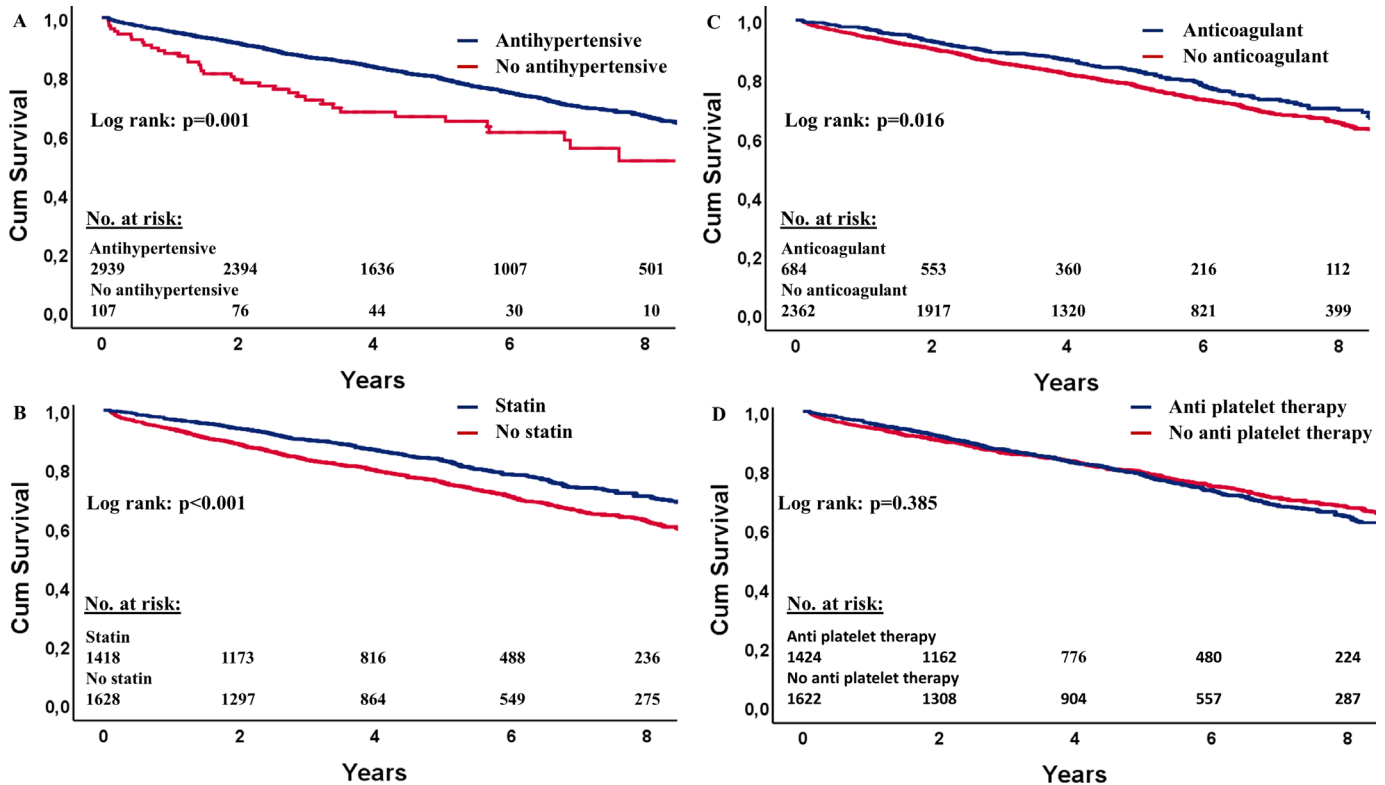 A
1,0
0,8
0,6
0,4
0,2
0,0
Cum Survival
Antihypertensive
No antihypertensive
Log rank: p=0.001
No. at risk:
Antihypertensive
2939 2394 1636 1007 501
No antihypertensive
107 76 44 30 10
0 2 4 6 8
Years
C
1,0
0,8
0,6
0,4
0,2
0,0
Cum Survival
Anticoagulant
No anticoagulant
Log rank: p=0.016
No. at risk:
Anticoagulant
684 553 360 216 112
No anticoagulant
2362 1917 1320 821 399
0 2 4 6 8
Years
B
1,0
0,8
0,6
0,4
0,2
0,0
Cum Survival
Statin
No statin
Log rank: p<0.001
No. at risk:
Statin
1418 1173 816 488 236
No statin
1628 1297 864 549 275
0 2 4 6 8
Years
D
1,0
0,8
0,6
0,4
0,2
0,0
Cum Survival
Anti platelet therapy
No anti platelet therapy
Log rank: p=0.385
No. at risk:
Anti platelet therapy
1424 1162 776 480 224
No anti platelet therapy
1622 1308 904 557 287
0 2 4 6 8
Years